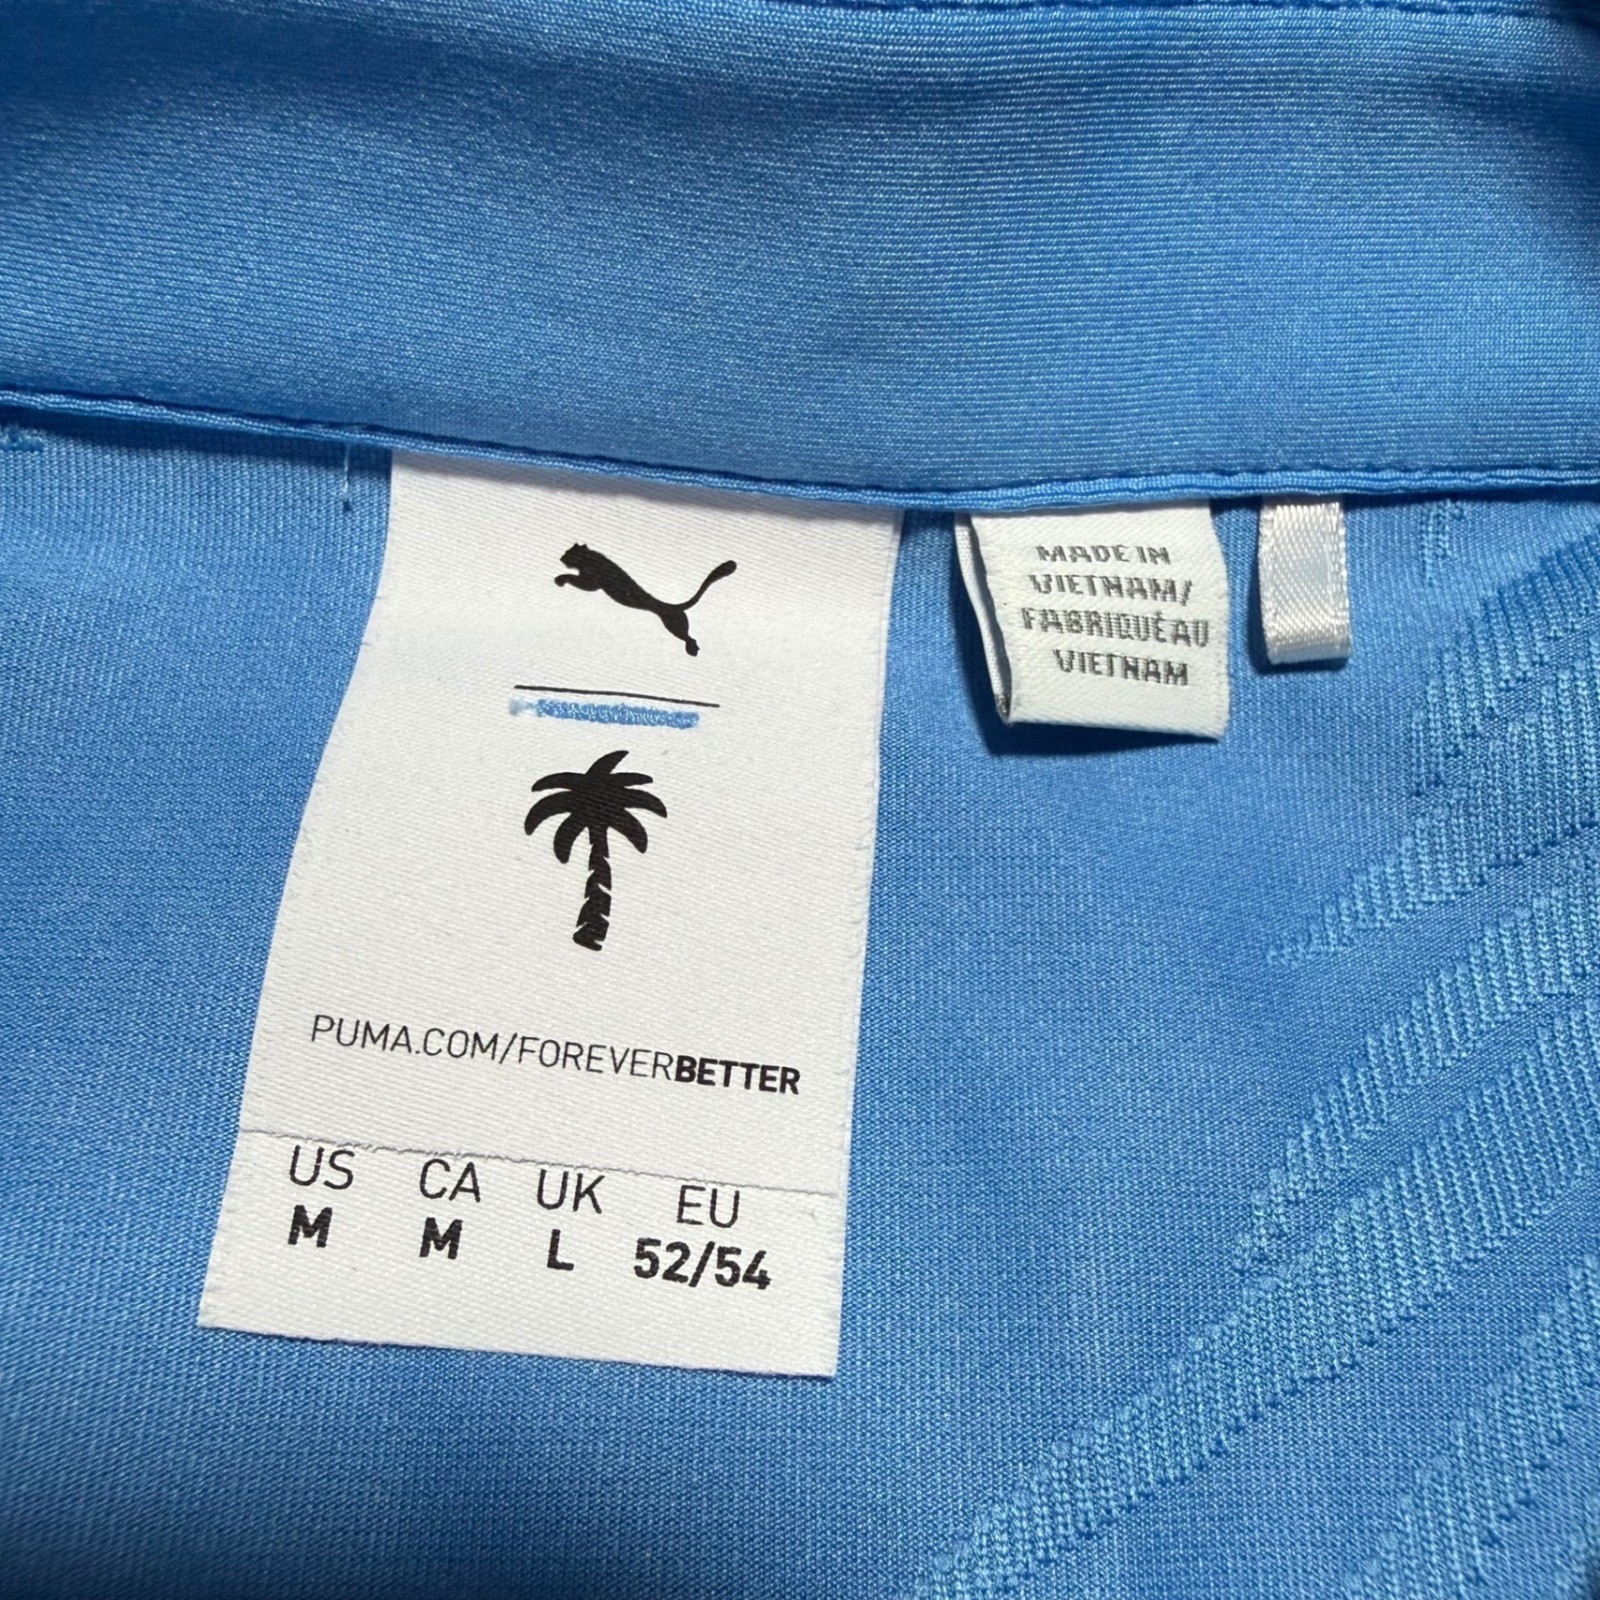 PUMA.COM/FOREVERBETTER
US CA UK EU
M M L 52/54
MADE IN
VIETNAM/
FABRIQUÉ AU
VIETNAM